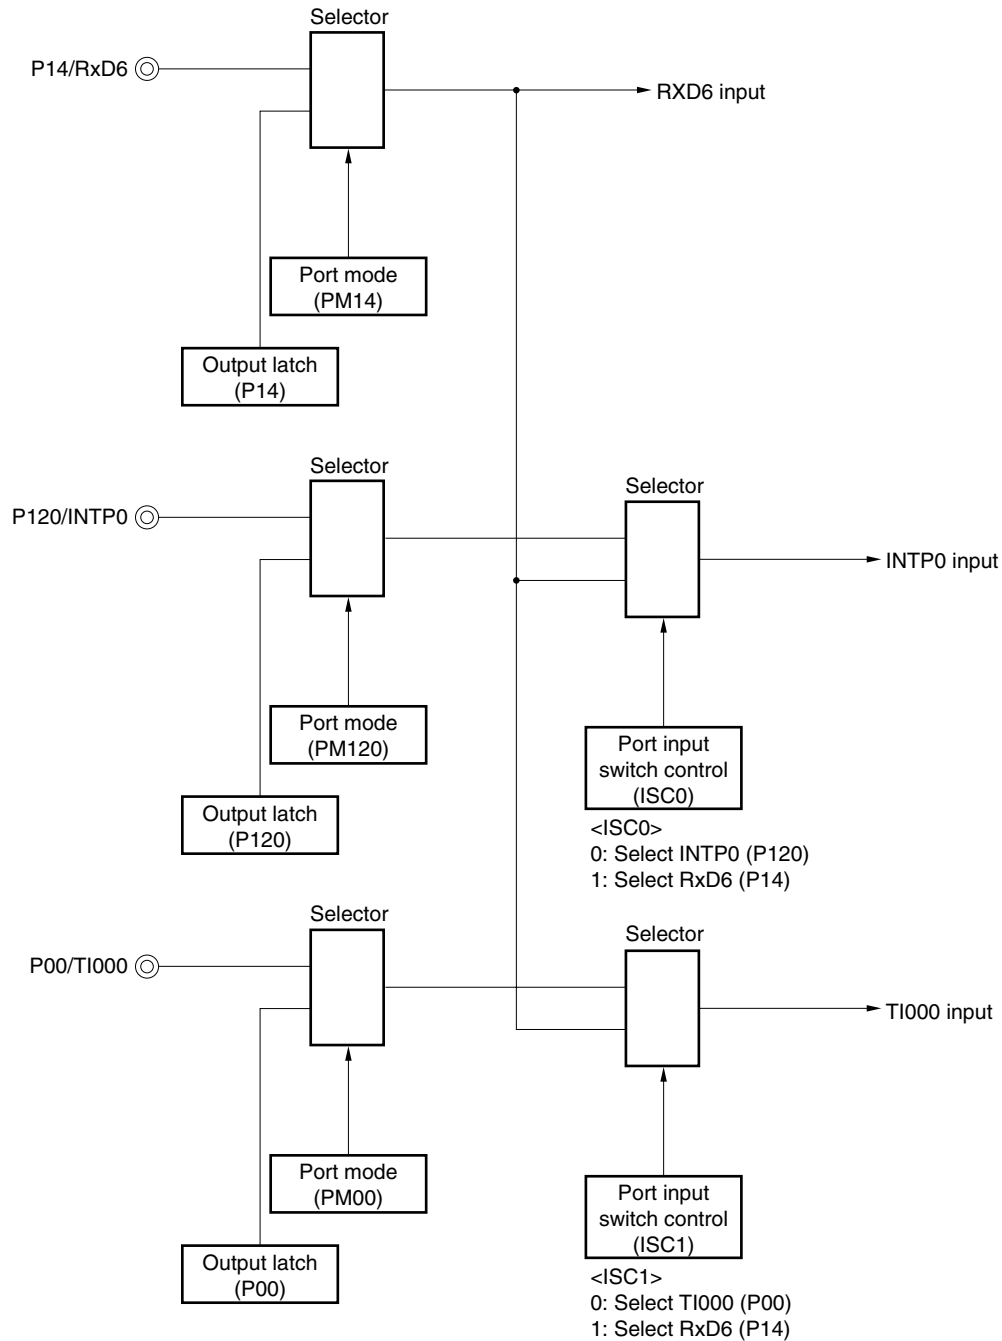 Selector
P14/RxD6
RXD6 input
Port mode
(PM14)
Output latch
(P14)
Selector
Selector
P120/INTP0
INTP0 input
Port mode
(PM120)
Port input
switch control
(ISC0)
Output latch
(P120)
<ISC0>
0: Select INTP0 (P120)
1: Select RxD6 (P14)
Selector
Selector
P00/TI000
TI000 input
Port mode
(PM00)
Port input
switch control
(ISC1)
Output latch
(P00)
<ISC1>
0: Select TI000 (P00)
1: Select RxD6 (P14)